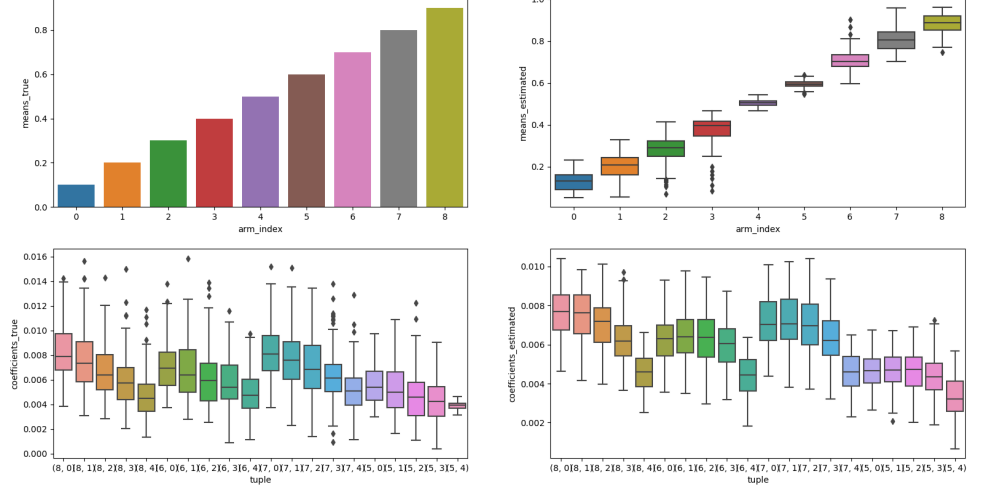 1.0
0.8
0.8
0.6
0.6
0.4
0.4
0.2
0.2
0.0
means_true
means_estimated
0 1 2 3 4 5 6 7 8
0 1 2 3 4 5 6 7 8
arm_index
arm_index
0.016
0.014
0.012
0.010
0.008
0.006
0.004
0.002
0.000
coefficients_true
0.010
0.008
0.006
0.004
0.002
coefficients_estimated
(8, 0)(8, 1)(8, 2)(8, 3)(8, 4)(6, 0)(6, 1)(6, 2)(6, 3)(6, 4)(7, 0)(7, 1)(7, 2)(7, 3)(7, 4)(5, 0)(5, 1)(5, 2)(5, 3)(5, 4)
(8, 0)(8, 1)(8, 2)(8, 3)(8, 4)(6, 0)(6, 1)(6, 2)(6, 3)(6, 4)(7, 0)(7, 1)(7, 2)(7, 3)(7, 4)(5, 0)(5, 1)(5, 2)(5, 3)(5, 4)
tuple
tuple